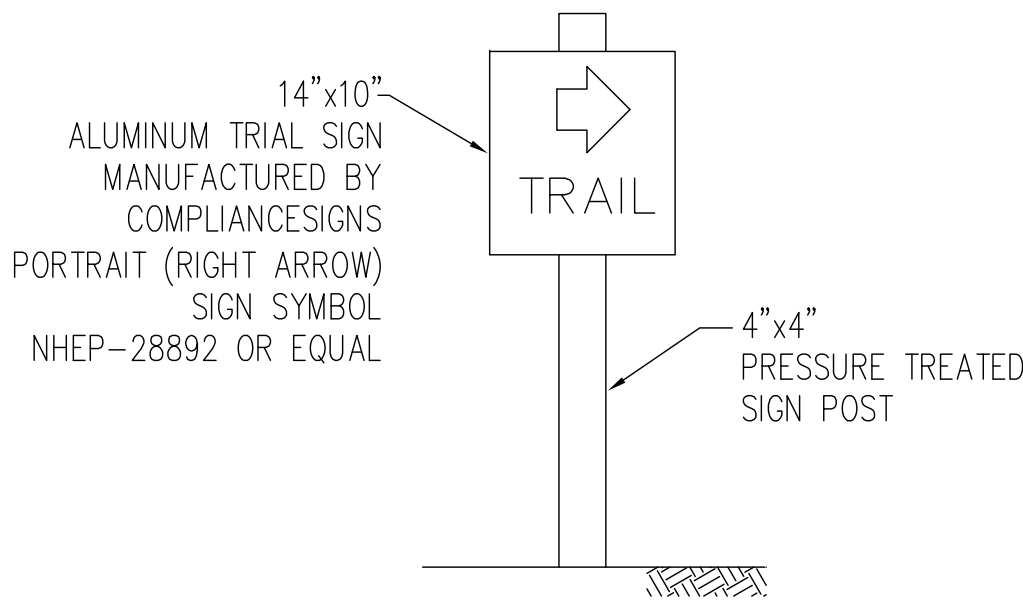 14”x10”
ALUMINUM TRIAL SIGN
MANUFACTURED BY
COMPLIANCESIGNS
PORTRAIT (RIGHT ARROW)
SIGN SYMBOL
NHEP-28892 OR EQUAL
TRAIL
4”x4”
PRESSURE TREATED
SIGN POST